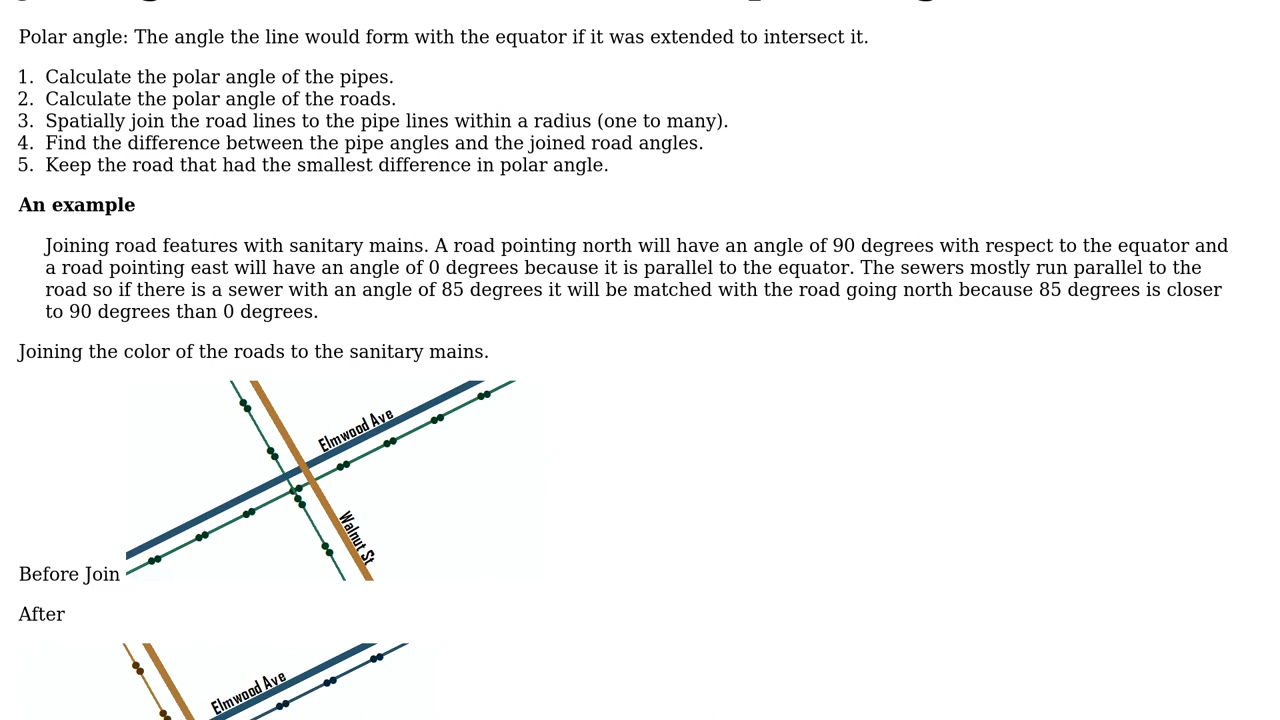 Polar angle: The angle the line would form with the equator if it was extended to intersect it.
1. Calculate the polar angle of the pipes.
2. Calculate the polar angle of the roads.
3. Spatially join the road lines to the pipe lines within a radius (one to many).
4. Find the difference between the pipe angles and the joined road angles.
5. Keep the road that had the smallest difference in polar angle.
An example
Joining road features with sanitary mains. A road pointing north will have an angle of 90 degrees with respect to the equator and
a road pointing east will have an angle of 0 degrees because it is parallel to the equator. The sewers mostly run parallel to the
road so if there is a sewer with an angle of 85 degrees it will be matched with the road going north because 85 degrees is closer
to 90 degrees than 0 degrees.
Joining the color of the roads to the sanitary mains.
Elmwood Ave
Walnut St
Before Join
After
Elmwood Ave